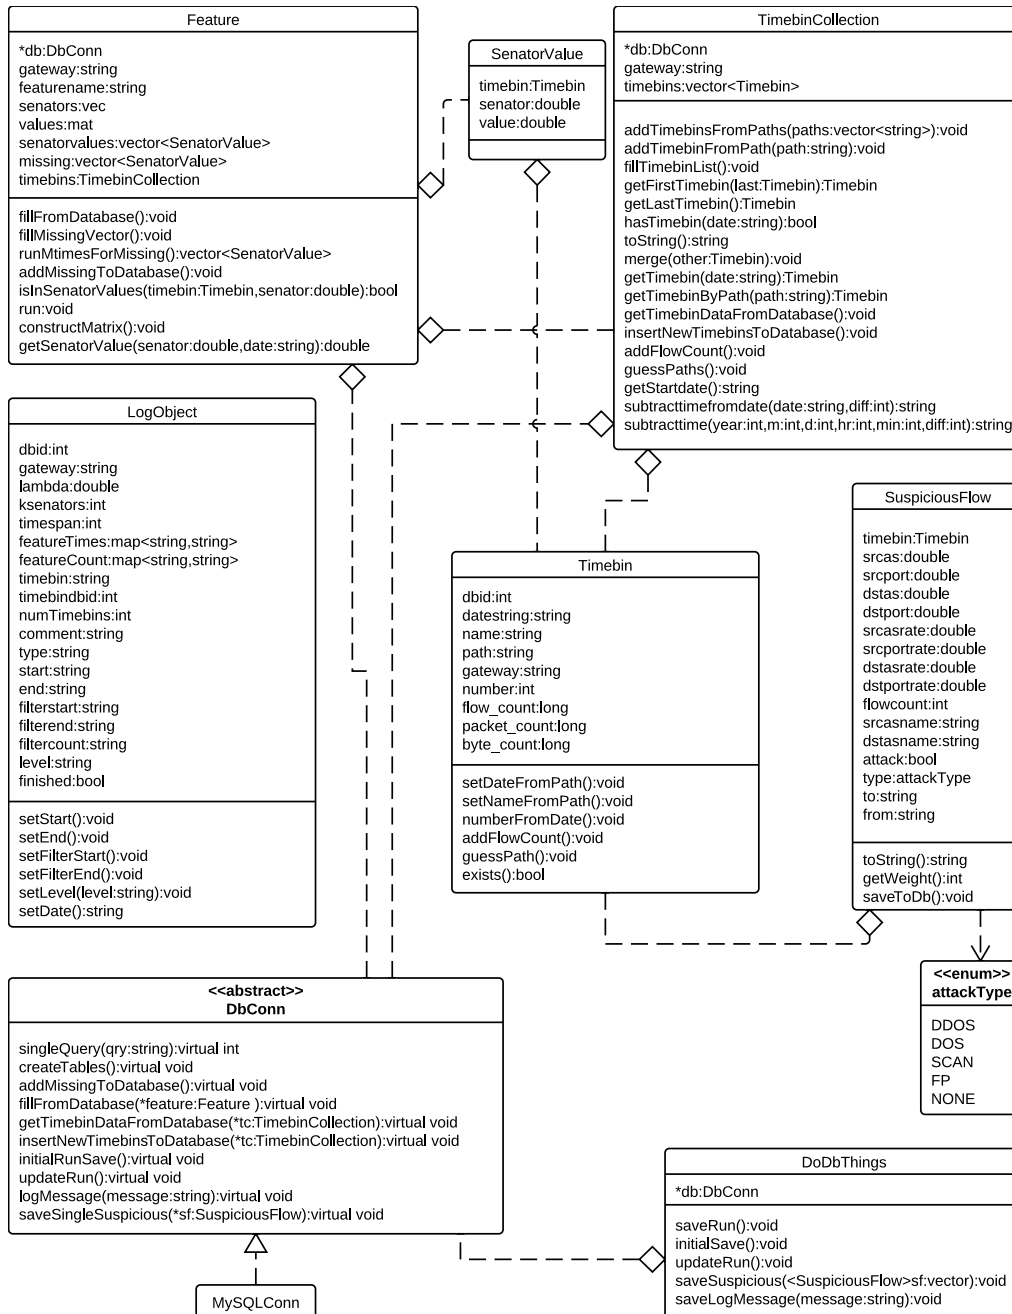 Feature
*db:DbConn
gateway:string
featurename:string
senators:vec
values:mat
senatorvalues:vector<SenatorValue>
missing:vector<SenatorValue>
timebins:TimebinCollection
fillFromDatabase():void
fillMissingVector():void
runMtimesForMissing():vector<SenatorValue>
addMissingToDatabase():void
isInSenatorValues(timebin:Timebin,senator:double):bool
run:void
constructMatrix():void
getSenatorValue(senator:double,date:string):double
SenatorValue
timebin:Timebin
senator:double
value:double
TimebinCollection
*db:DbConn
gateway:string
timebins:vector<Timebin>
addTimebinsFromPaths(paths:vector<string>):void
addTimebinFromPath(path:string):void
fillTimebinList():void
getFirstTimebin(last:Timebin):Timebin
getLastTimebin():Timebin
hasTimebin(date:string):bool
toString():string
merge(other:Timebin):void
getTimebin(date:string):Timebin
getTimebinByPath(path:string):Timebin
getTimebinDataFromDatabase():void
insertNewTimebinsToDatabase():void
addFlowCount():void
guessPaths():void
getStartdate():string
subtracttimefromdate(date:string,diff:int):string
subtracttime(year:int,m:int,d:int,hr:int,min:int,diff:int):string
LogObject
dbid:int
gateway:string
lambda:double
ksenators:int
timespan:int
featureTimes:map<string,string>
featureCount:map<string,string>
timebin:string
timebindbid:int
numTimebins:int
comment:string
type:string
start:string
end:string
filterstart:string
filterend:string
filtercount:string
level:string
finished:bool
setStart():void
setEnd():void
setFilterStart():void
setFilterEnd():void
setLevel(level:string):void
setDate():string
Timebin
dbid:int
datestring:string
name:string
path:string
gateway:string
number:int
flow_count:long
packet_count:long
byte_count:long
setDateFromPath():void
setNameFromPath():void
numberFromDate():void
addFlowCount():void
guessPath():void
exists():bool
SuspiciousFlow
timebin:Timebin
srcas:double
srcport:double
dstas:double
dstport:double
srcasrate:double
srcportrate:double
dstasrate:double
dstportrate:double
flowcount:int
srcasname:string
dstasname:string
attack:bool
type:attackType
to:string
from:string
toString():string
getWeight():int
saveToDb():void
<<enum>>
attackType
DDOS
DOS
SCAN
FP
NONE
<<abstract>>
DbConn
singleQuery(qry:string):virtual int
createTables():virtual void
addMissingToDatabase():virtual void
fillFromDatabase(*feature:Feature ):virtual void
getTimebinDataFromDatabase(*tc:TimebinCollection):virtual void
insertNewTimebinsToDatabase(*tc:TimebinCollection):virtual void
initialRunSave():virtual void
updateRun():virtual void
logMessage(message:string):virtual void
saveSingleSuspicious(*sf:SuspiciousFlow):virtual void
MySQLConn
DoDbThings
*db:DbConn
saveRun():void
initialSave():void
updateRun():void
saveSuspicious(<SuspiciousFlow>sf:vector):void
saveLogMessage(message:string):void